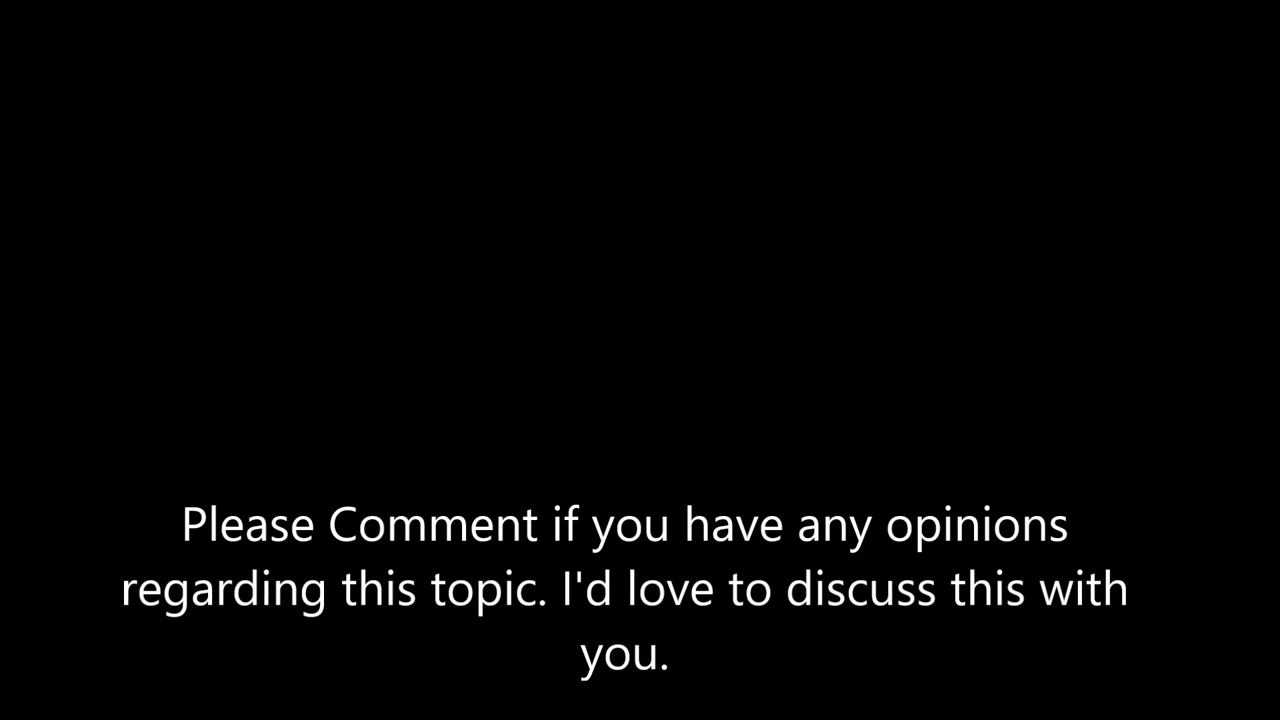 Please Comment if you have any opinions
regarding this topic. I'd love to discuss this with
you.